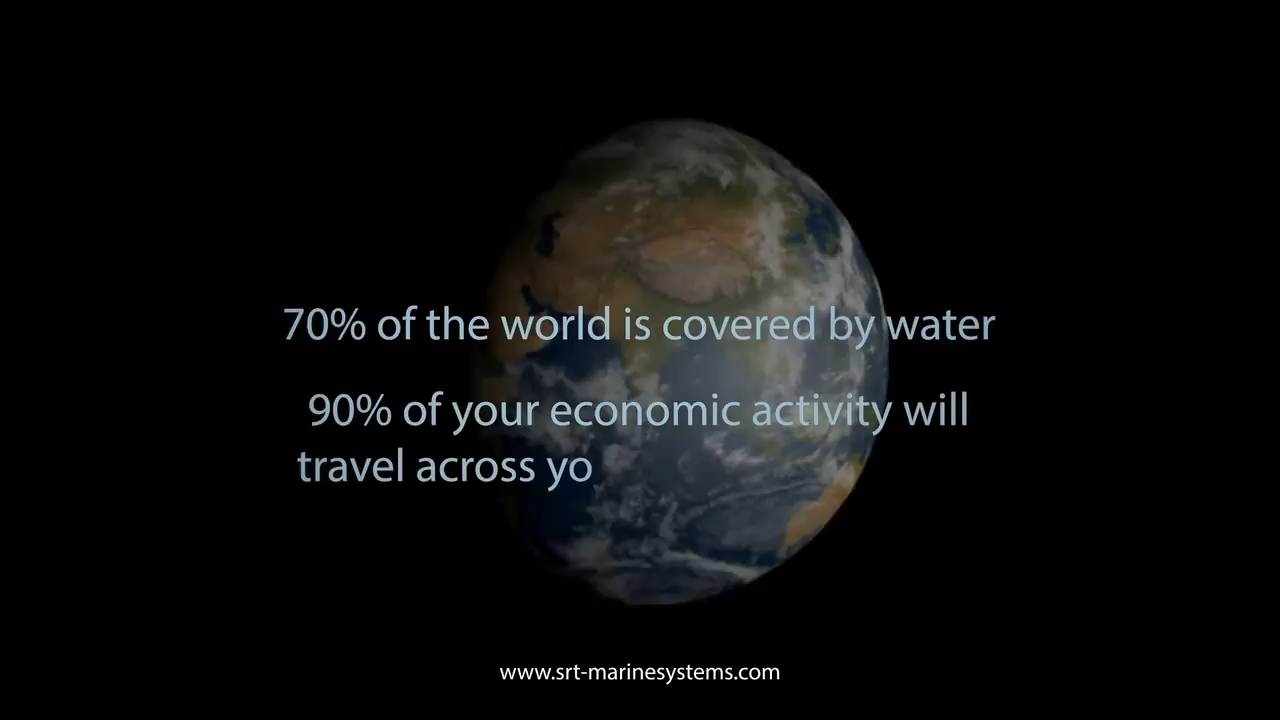 70% of the world is covered by water
90% of your economic activity will
travel across yo
www.srt-marinesystems.com